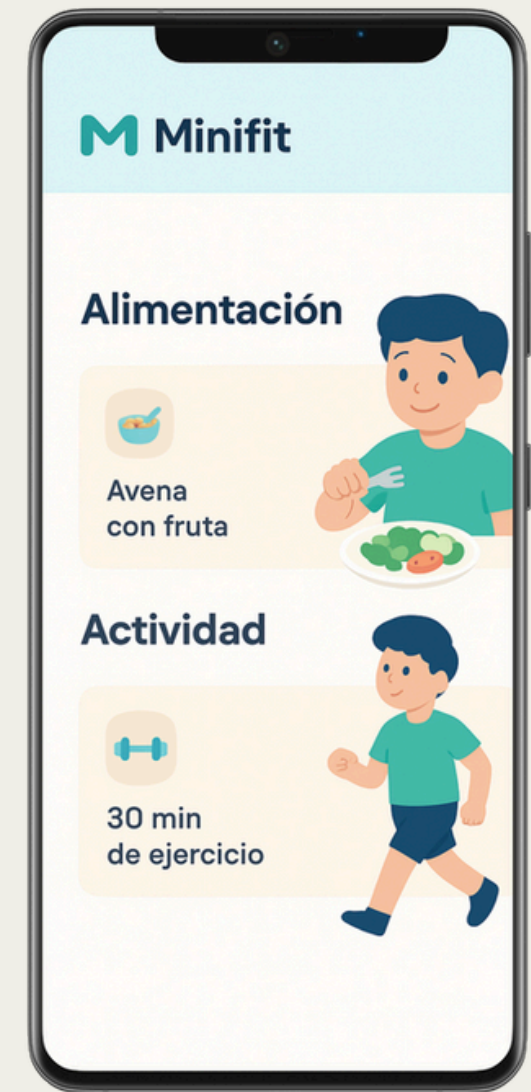 Minifit
Alimentación
Avena
con fruta
Actividad
30 min
de ejercicio